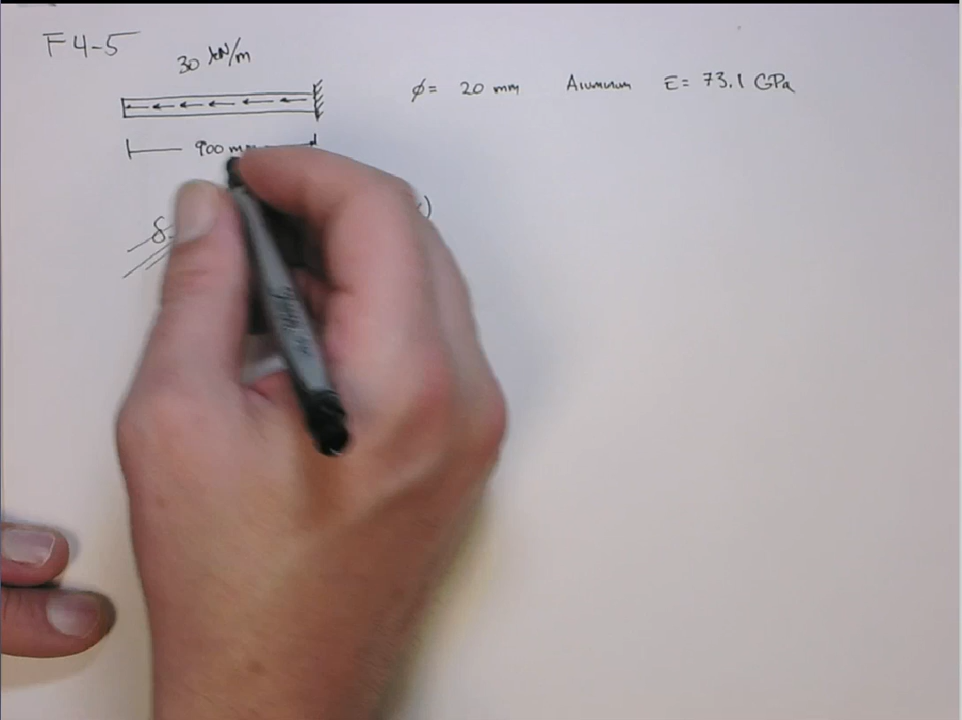 F4-5
30 kN/m
ϕ= 20 mm Aluminum E= 73.1 GPa
900 mm
δ
)